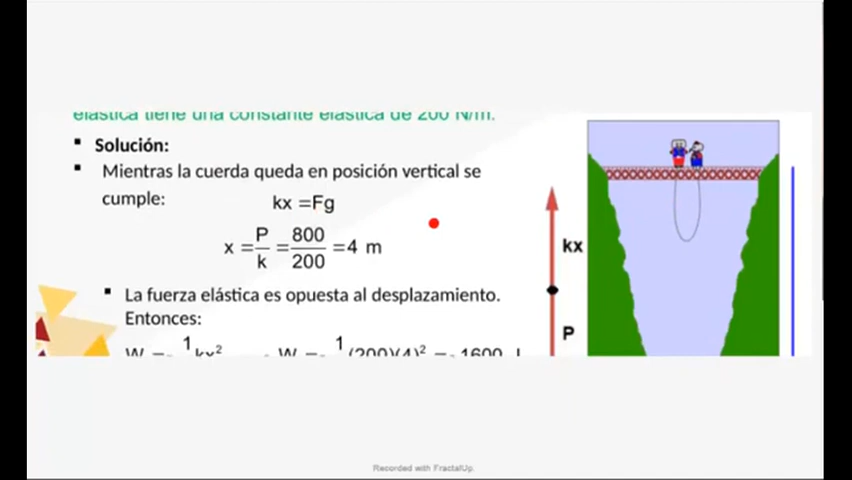 elástica tiene una constante elástica de 200 N/m.
Solución:
Mientras la cuerda queda en posición vertical se
cumple:
kx =Fg
x = P/k = 800/200 = 4 m
kx
La fuerza elástica es opuesta al desplazamiento.
Entonces:
P
W = - 1 kx² W = - 1 (200)(4)² = - 1600 J
Recorded with FractalUp.